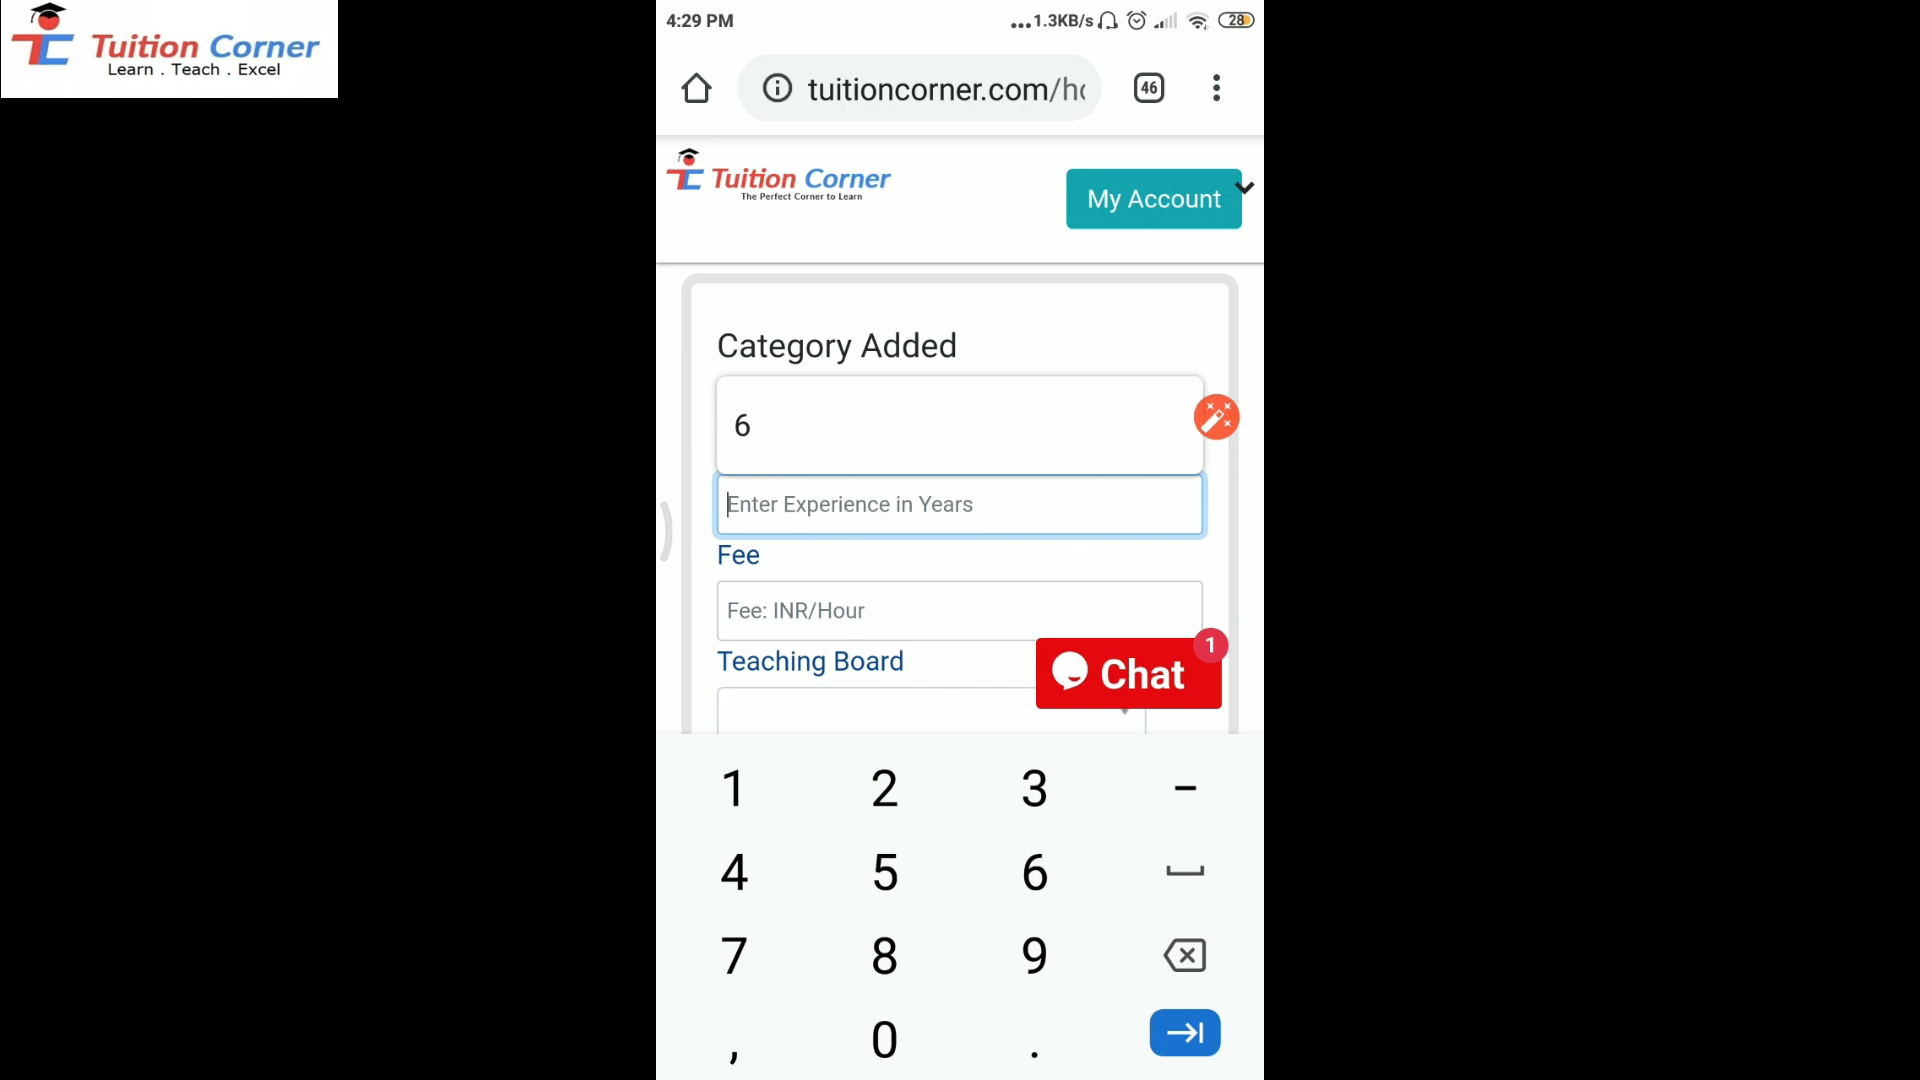 Tuition Corner
Learn . Teach . Excel
4:29 PM
...1.3KB/s
28
tuitioncorner.com/ho
46
Tuition Corner
The Perfect Corner to Learn
My Account
Category Added
6
Enter Experience in Years
Fee
Fee: INR/Hour
1
Chat
Teaching Board
1 2 3 -
4 5 6
7 8 9
, 0 .